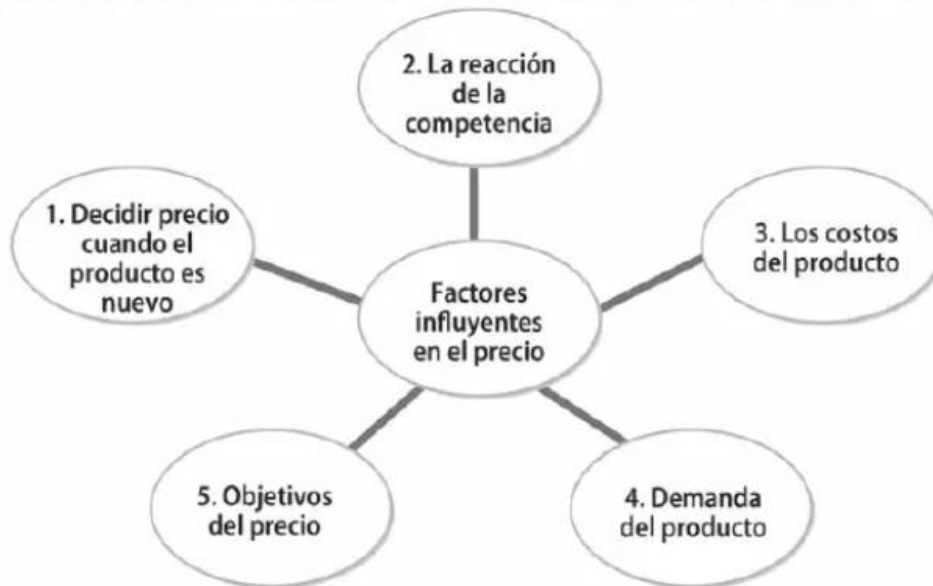 2. La reacción
de la
competencia
1. Decidir precio
cuando el
producto es
nuevo
3. Los costos
del producto
Factores
influyentes
en el precio
5. Objetivos
del precio
4. Demanda
del producto